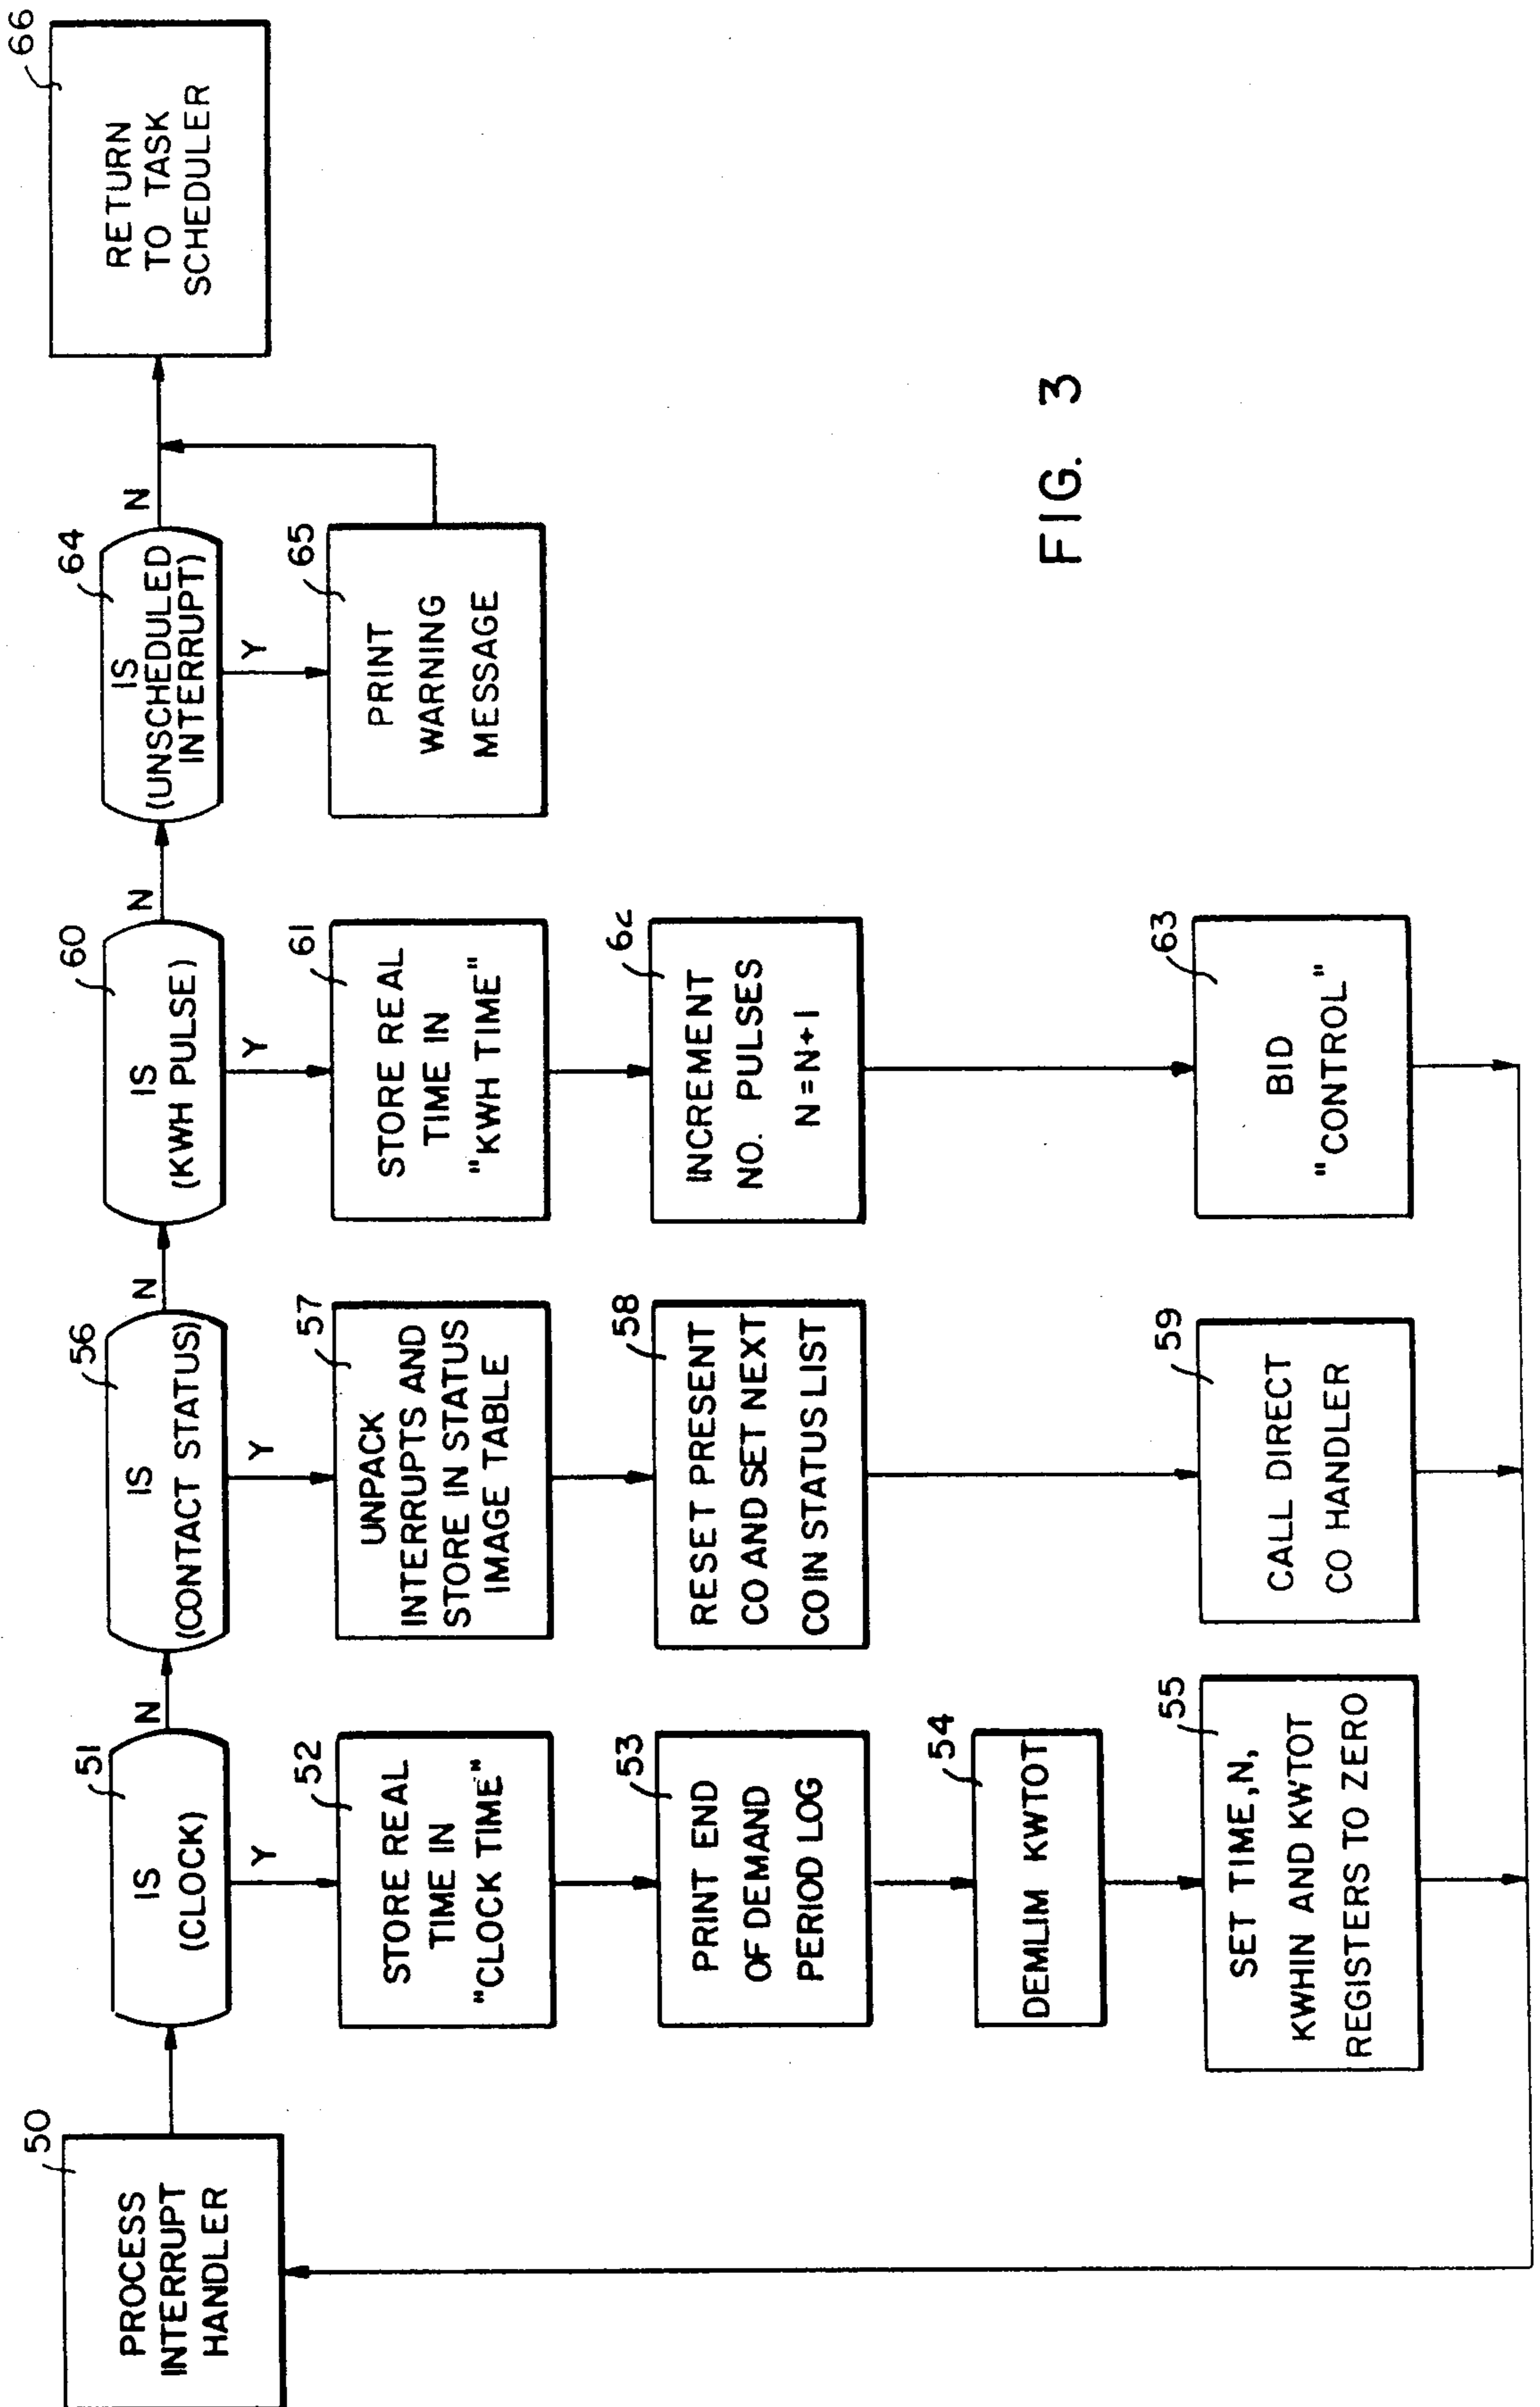 50
PROCESS
INTERRUPT
HANDLER
51
IS
(CLOCK)
N
Y
52
STORE REAL
TIME IN
"CLOCK TIME"
53
PRINT END
OF DEMAND
PERIOD LOG
54
DEMLIM KWTOT
55
SET TIME, N,
KWHIN AND KWTOT
REGISTERS TO ZERO
56
IS
(CONTACT STATUS)
N
Y
57
UNPACK
INTERRUPTS AND
STORE IN STATUS
IMAGE TABLE
58
RESET PRESENT
CO AND SET NEXT
CO IN STATUS LIST
59
CALL DIRECT
CO HANDLER
60
IS
(KWH PULSE)
N
Y
61
STORE REAL
TIME IN
"KWH TIME"
62
INCREMENT
NO. PULSES
N=N+1
63
BID
"CONTROL"
64
IS
(UNSCHEDULED
INTERRUPT)
N
Y
65
PRINT
WARNING
MESSAGE
66
RETURN
TO TASK
SCHEDULER
FIG. 3